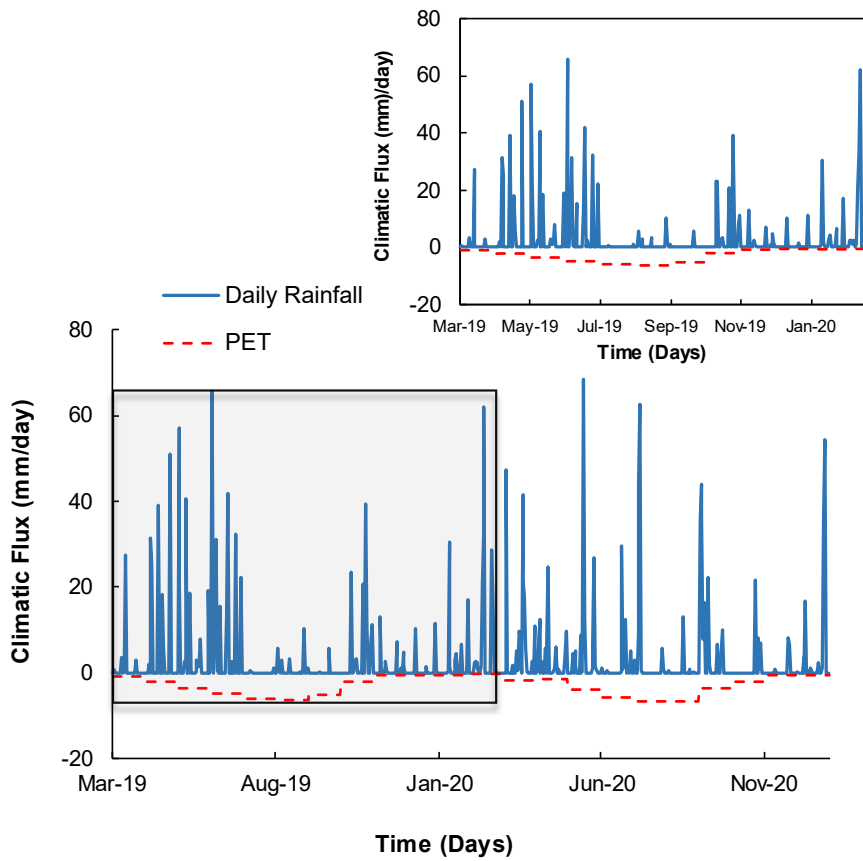 80
60
40
20
0
-20
Climatic Flux (mm)/day)
Mar-19 May-19 Jul-19 Sep-19 Nov-19 Jan-20
Time (Days)
Daily Rainfall
PET
80
60
40
20
0
-20
Climatic Flux (mm/day)
Mar-19 Aug-19 Jan-20 Jun-20 Nov-20
Time (Days)